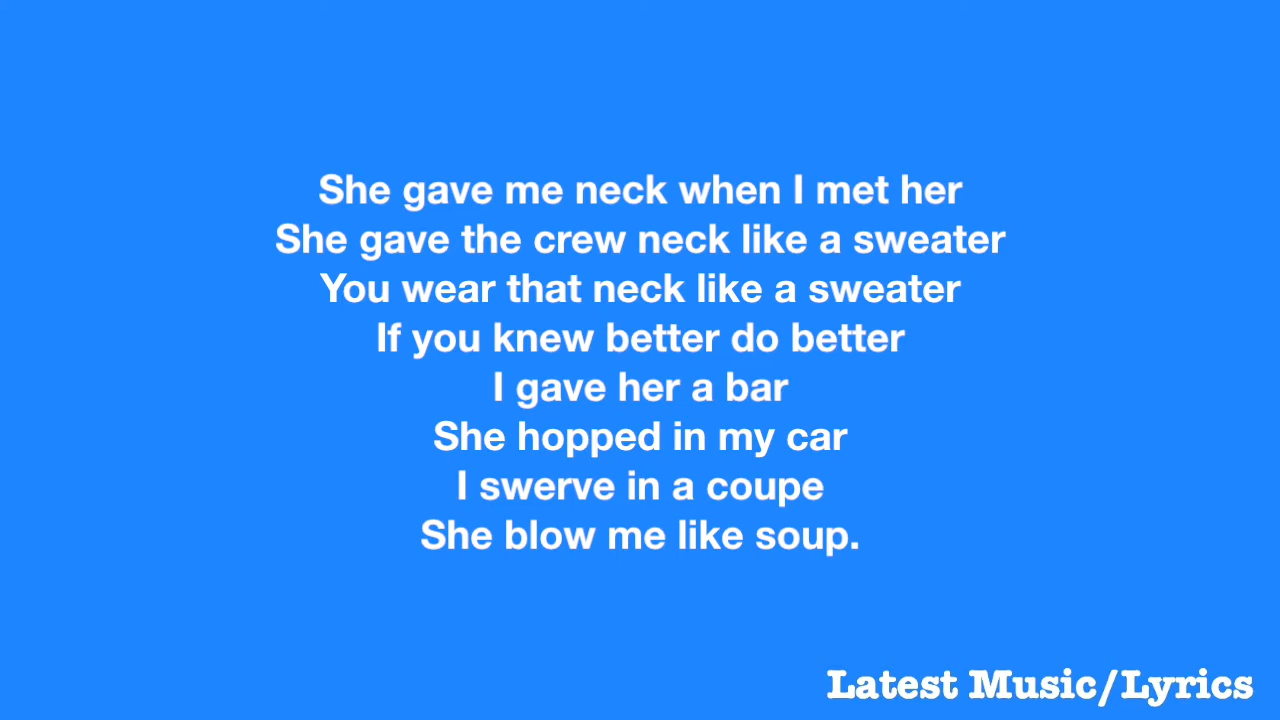 She gave me neck when I met her
She gave the crew neck like a sweater
You wear that neck like a sweater
If you knew better do better
I gave her a bar
She hopped in my car
I swerve in a coupe
She blow me like soup.
Latest Music/Lyrics